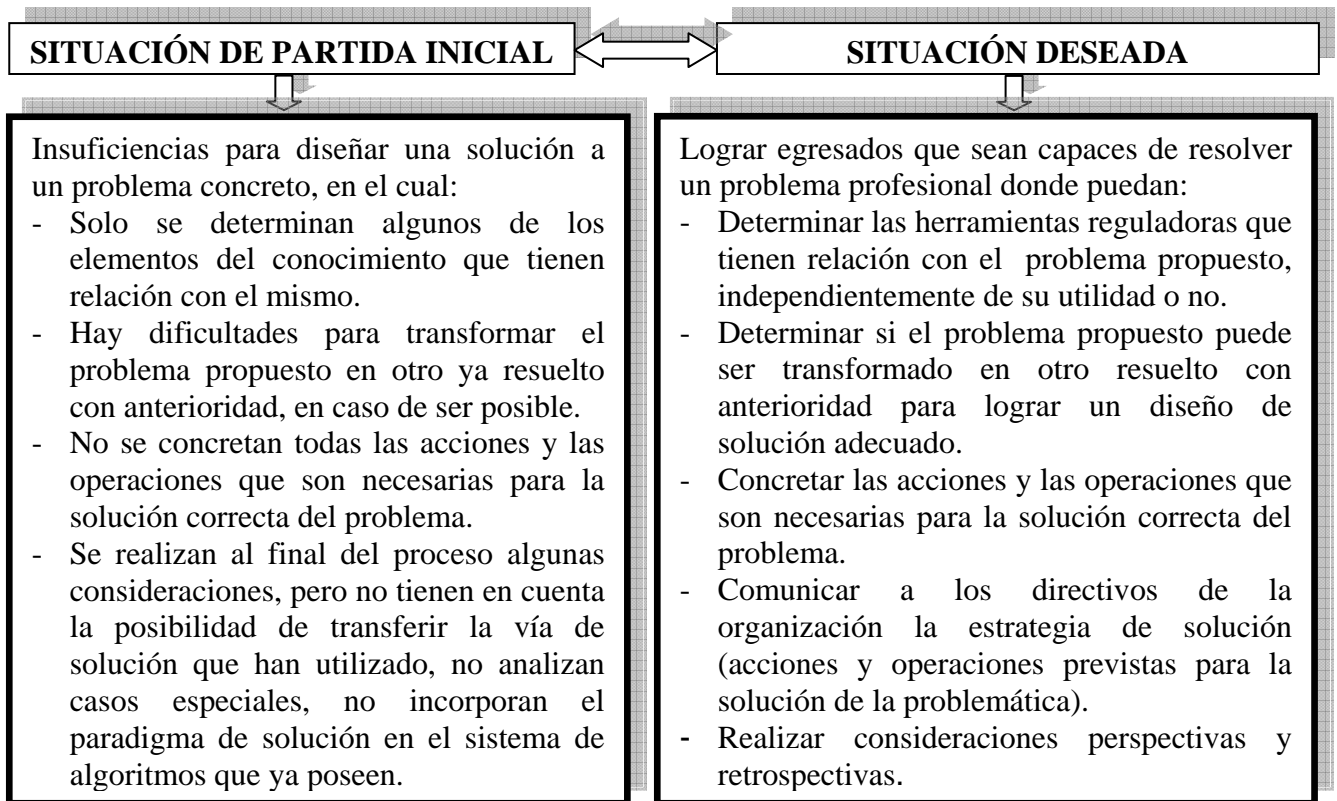 SITUACIÓN DE PARTIDA INICIAL
SITUACIÓN DESEADA
Insuficiencias para diseñar una solución a
un problema concreto, en el cual:
- Solo se determinan algunos de los
elementos del conocimiento que tienen
relación con el mismo.
- Hay dificultades para transformar el
problema propuesto en otro ya resuelto
con anterioridad, en caso de ser posible.
- No se concretan todas las acciones y las
operaciones que son necesarias para la
solución correcta del problema.
- Se realizan al final del proceso algunas
consideraciones, pero no tienen en cuenta
la posibilidad de transferir la vía de
solución que han utilizado, no analizan
casos especiales, no incorporan el
paradigma de solución en el sistema de
algoritmos que ya poseen.
Lograr egresados que sean capaces de resolver
un problema profesional donde puedan:
- Determinar las herramientas reguladoras que
tienen relación con el problema propuesto,
independientemente de su utilidad o no.
- Determinar si el problema propuesto puede
ser transformado en otro resuelto con
anterioridad para lograr un diseño de
solución adecuado.
- Concretar las acciones y las operaciones que
son necesarias para la solución correcta del
problema.
- Comunicar a los directivos de la
organización la estrategia de solución
(acciones y operaciones previstas para la
solución de la problemática).
- Realizar consideraciones perspectivas y
retrospectivas.